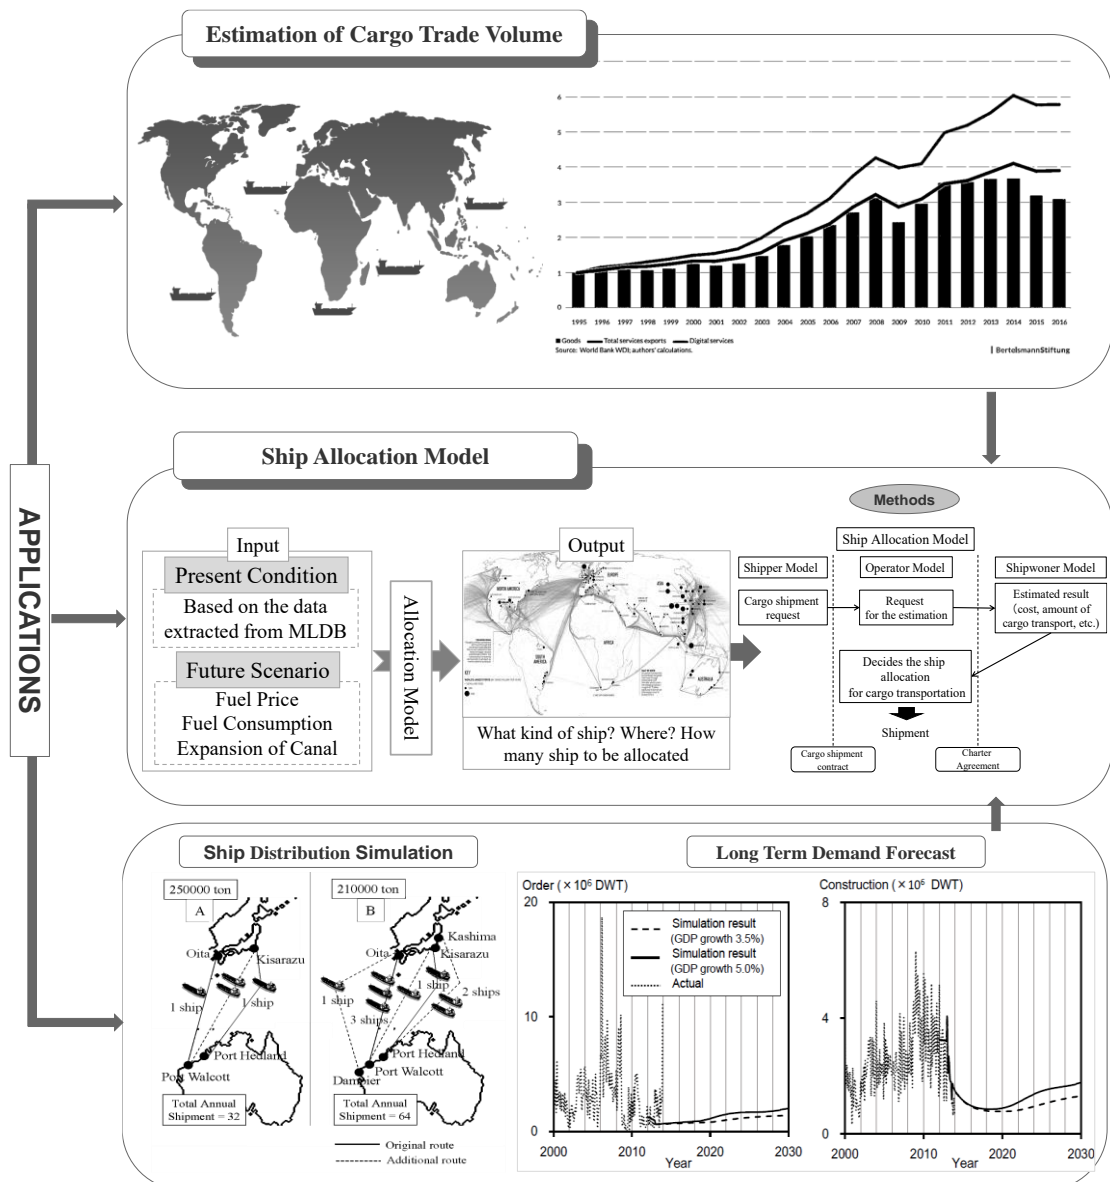 Estimation of Cargo Trade Volume
6
5
4
3
2
1
0
1995 1996 1997 1998 1999 2000 2001 2002 2003 2004 2005 2006 2007 2008 2009 2010 2011 2012 2013 2014 2015 2016
Goods Total services exports Digital services
Source: World Bank WDI; authors' calculations.
BertelsmannStiftung
APPLICATIONS
Ship Allocation Model
Input
Present Condition
Based on the data
extracted from MLDB
Future Scenario
Fuel Price
Fuel Consumption
Expansion of Canal
Allocation Model
Output
NORTH AMERICA
EUROPE
ASIA
AFRICA
SOUTH
AMERICA
AUSTRALIA
KEY
What kind of ship? Where? How
many ship to be allocated
Methods
Ship Allocation Model
Shipper Model
Operator Model
Shipwoner Model
Cargo shipment
request
Request
for the estimation
Estimated result
(cost, amount of
cargo transport, etc.)
Decides the ship
allocation
for cargo transportation
Shipment
Cargo shipment
contract
Charter
Agreement
Ship Distribution Simulation
250000 ton
A
Oita
Kisarazu
1 ship
1 ship
Port Hedland
Port Walcott
Total Annual
Shipment = 32
210000 ton
B
Kashima
Oita
Kisarazu
1 ship
1 ship
2 ships
3 ships
Port Hedland
Port Walcott
Dampier
Total Annual
Shipment = 64
Original route
Additional route
Long Term Demand Forecast
Order (×10⁶ DWT)
20
10
0
2000 2010 2020 2030
Year
Simulation result
(GDP growth 3.5%)
Simulation result
(GDP growth 5.0%)
Actual
Construction (×10⁶ DWT)
8
4
0
2000 2010 2020 2030
Year